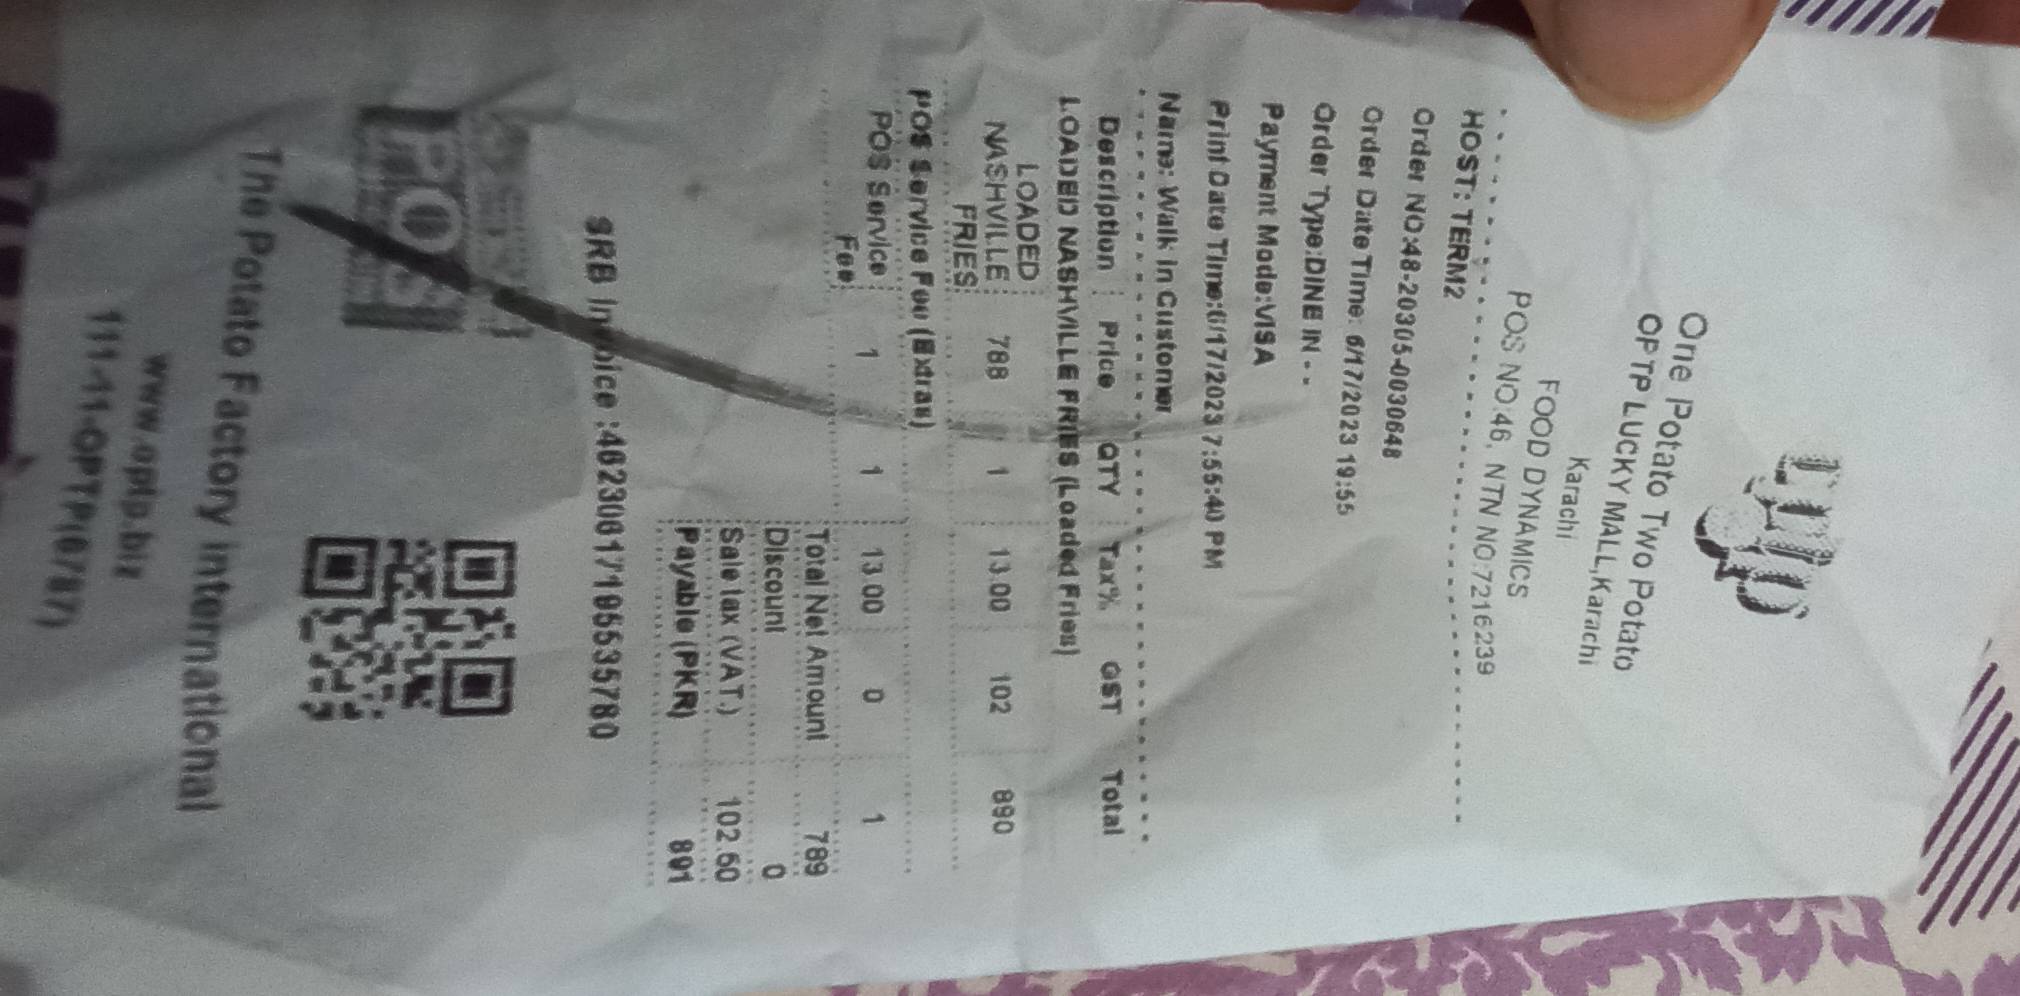 One Potato Two Potato
OPTP LUCKY MALL,Karachi
Karachi
FOOD DYNAMICS
POS NO:46, NTN NO:7216239
HOST: TERM2
Order NO:48-20305-0030648
Order Date Time: 6/17/2023 19:55
Order Type:DINE IN - -
Payment Mode:VISA
Print Date Time:6/17/2023 7:55:40 PM
Name: Walk in Customer
Description Price QTY Tax% GST Total
LOADED NASHVILLE FRIES (Loaded Fries)
LOADED
NASHVILLE 788 1 13.00 102 890
FRIES
POS Service Fee (Extras)
POS Service 1 1 13.00 0 1
Fee
Total Net Amount 789
Discount 0
Sale tax (VAT.) 102.60
Payable (PKR) 891
SRB Invoice :
POS
The Potato Factory international
www.optp.biz
111-11-OPTP(6787)